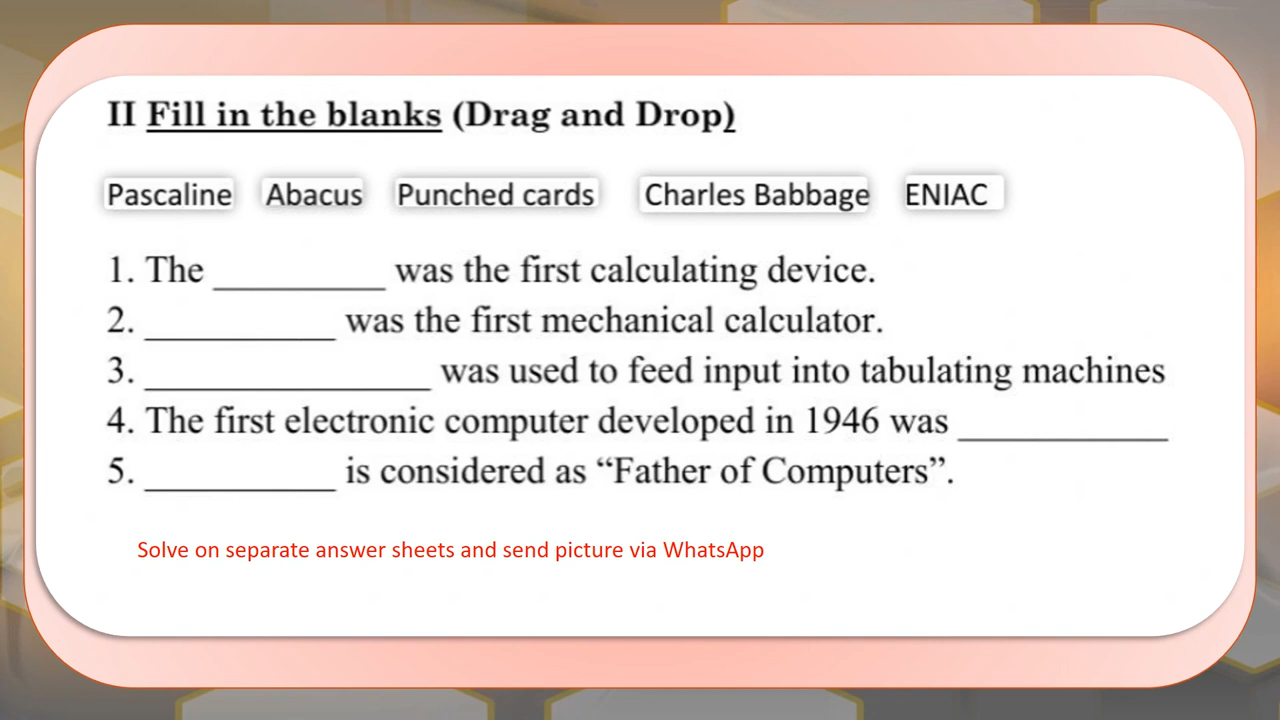 II Fill in the blanks (Drag and Drop)
Pascaline Abacus Punched cards Charles Babbage ENIAC
1. The __________ was the first calculating device.
2. ___________ was the first mechanical calculator.
3. ________________ was used to feed input into tabulating machines
4. The first electronic computer developed in 1946 was ____________
5. ___________ is considered as “Father of Computers”.
Solve on separate answer sheets and send picture via WhatsApp